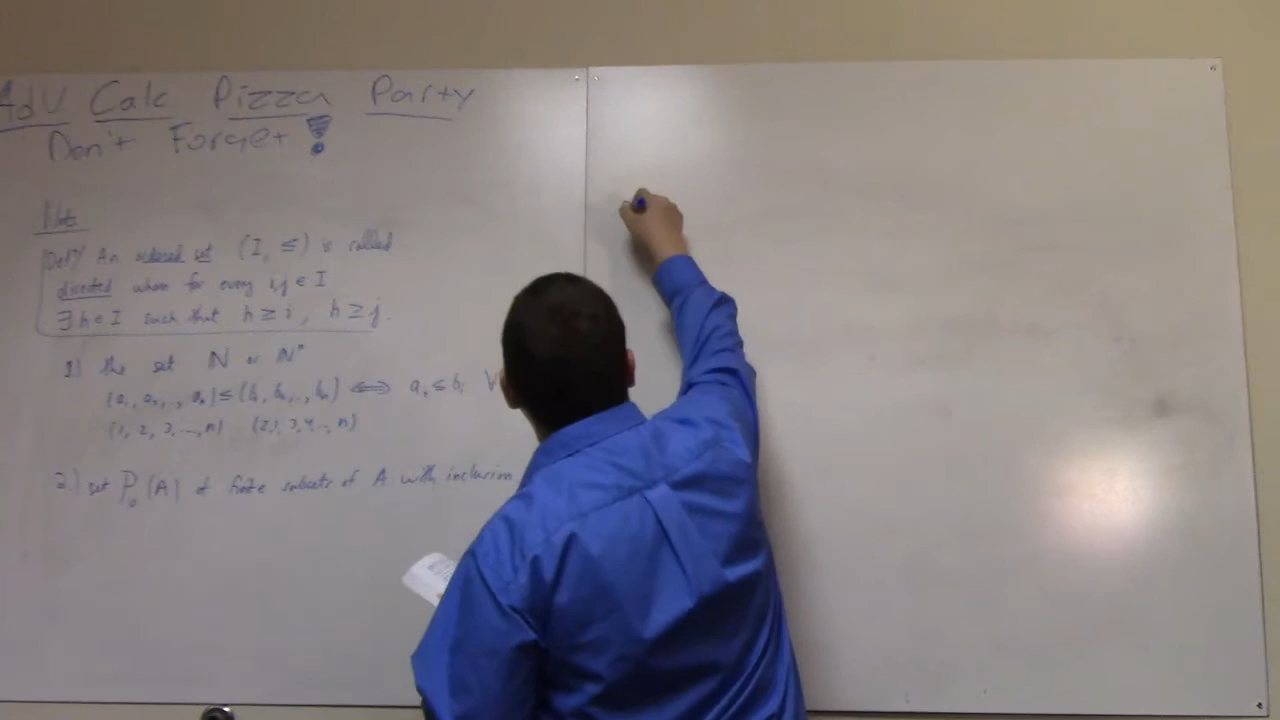 Adv Calc Pizza Party
Don't Forget!
Nets
Def'n/ An ordered set (I, ≤) is called
directed when for every i, j ∈ I
∃ h ∈ I such that h ≥ i, h ≥ j.
1) the set ℕ or ℕⁿ
(a₁, a₂, ..., aₙ) ≤ (b₁, b₂, ..., bₙ) ⟺ aᵢ ≤ bᵢ ∀
(1, 2, 3, ..., n) (2, 1, 3, 4, .., n)
2.) set P₀(A) of finite subsets of A with inclusion